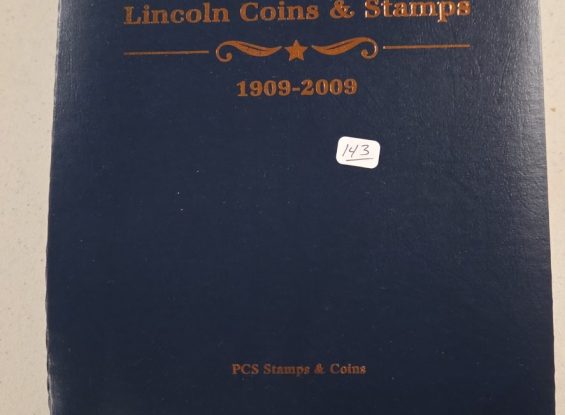 Lincoln Coins & Stamps
1909-2009
143
PCS Stamps & Coins